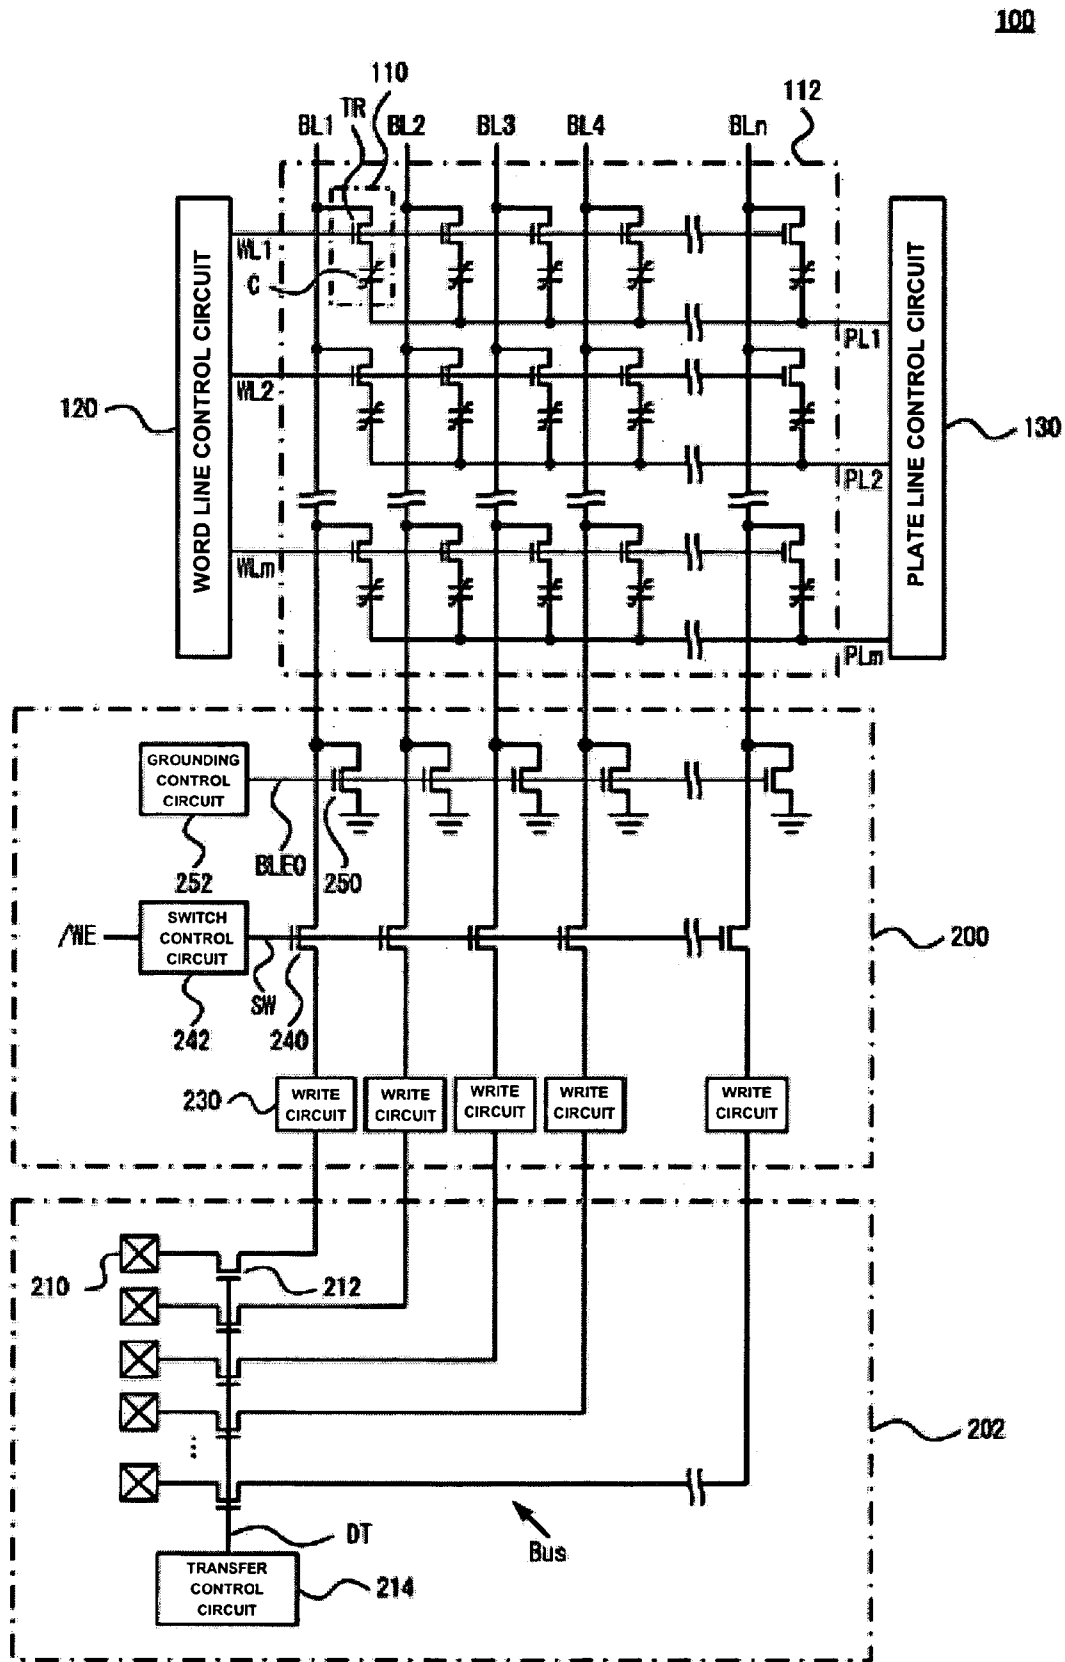 100
110
TR
112
BL1 BL2 BL3 BL4 BLn
WORD LINE CONTROL CIRCUIT
PLATE LINE CONTROL CIRCUIT
WL1
C
PL1
WL2
120
130
PL2
WLm
PLm
GROUNDING
CONTROL
CIRCUIT
252
BLEQ
250
/WE
SWITCH
CONTROL
CIRCUIT
200
SW
242
240
230
WRITE
CIRCUIT
WRITE
CIRCUIT
WRITE
CIRCUIT
WRITE
CIRCUIT
WRITE
CIRCUIT
210
212
202
...
DT
Bus
TRANSFER
CONTROL
CIRCUIT
214